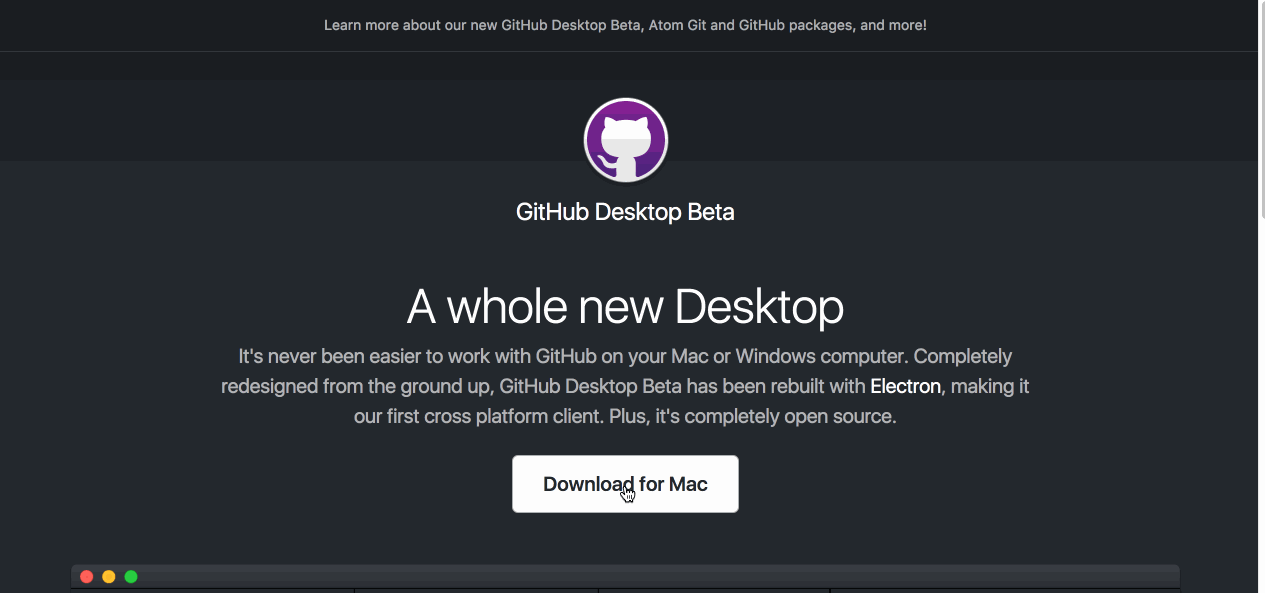 Learn more about our new GitHub Desktop Beta, Atom Git and GitHub packages, and more!
GitHub Desktop Beta
A whole new Desktop
It's never been easier to work with GitHub on your Mac or Windows computer. Completely
redesigned from the ground up, GitHub Desktop Beta has been rebuilt with Electron, making it
our first cross platform client. Plus, it's completely open source.
Download for Mac